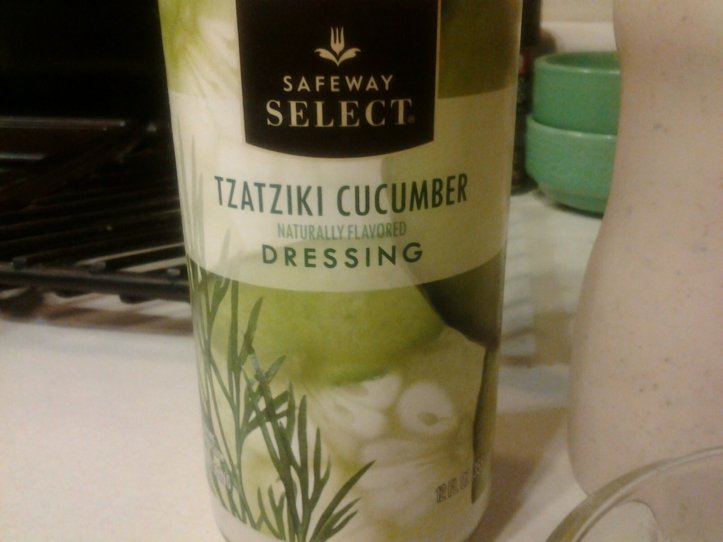 SAFEWAY
SELECT®
TZATZIKI CUCUMBER
NATURALLY FLAVORED
DRESSING